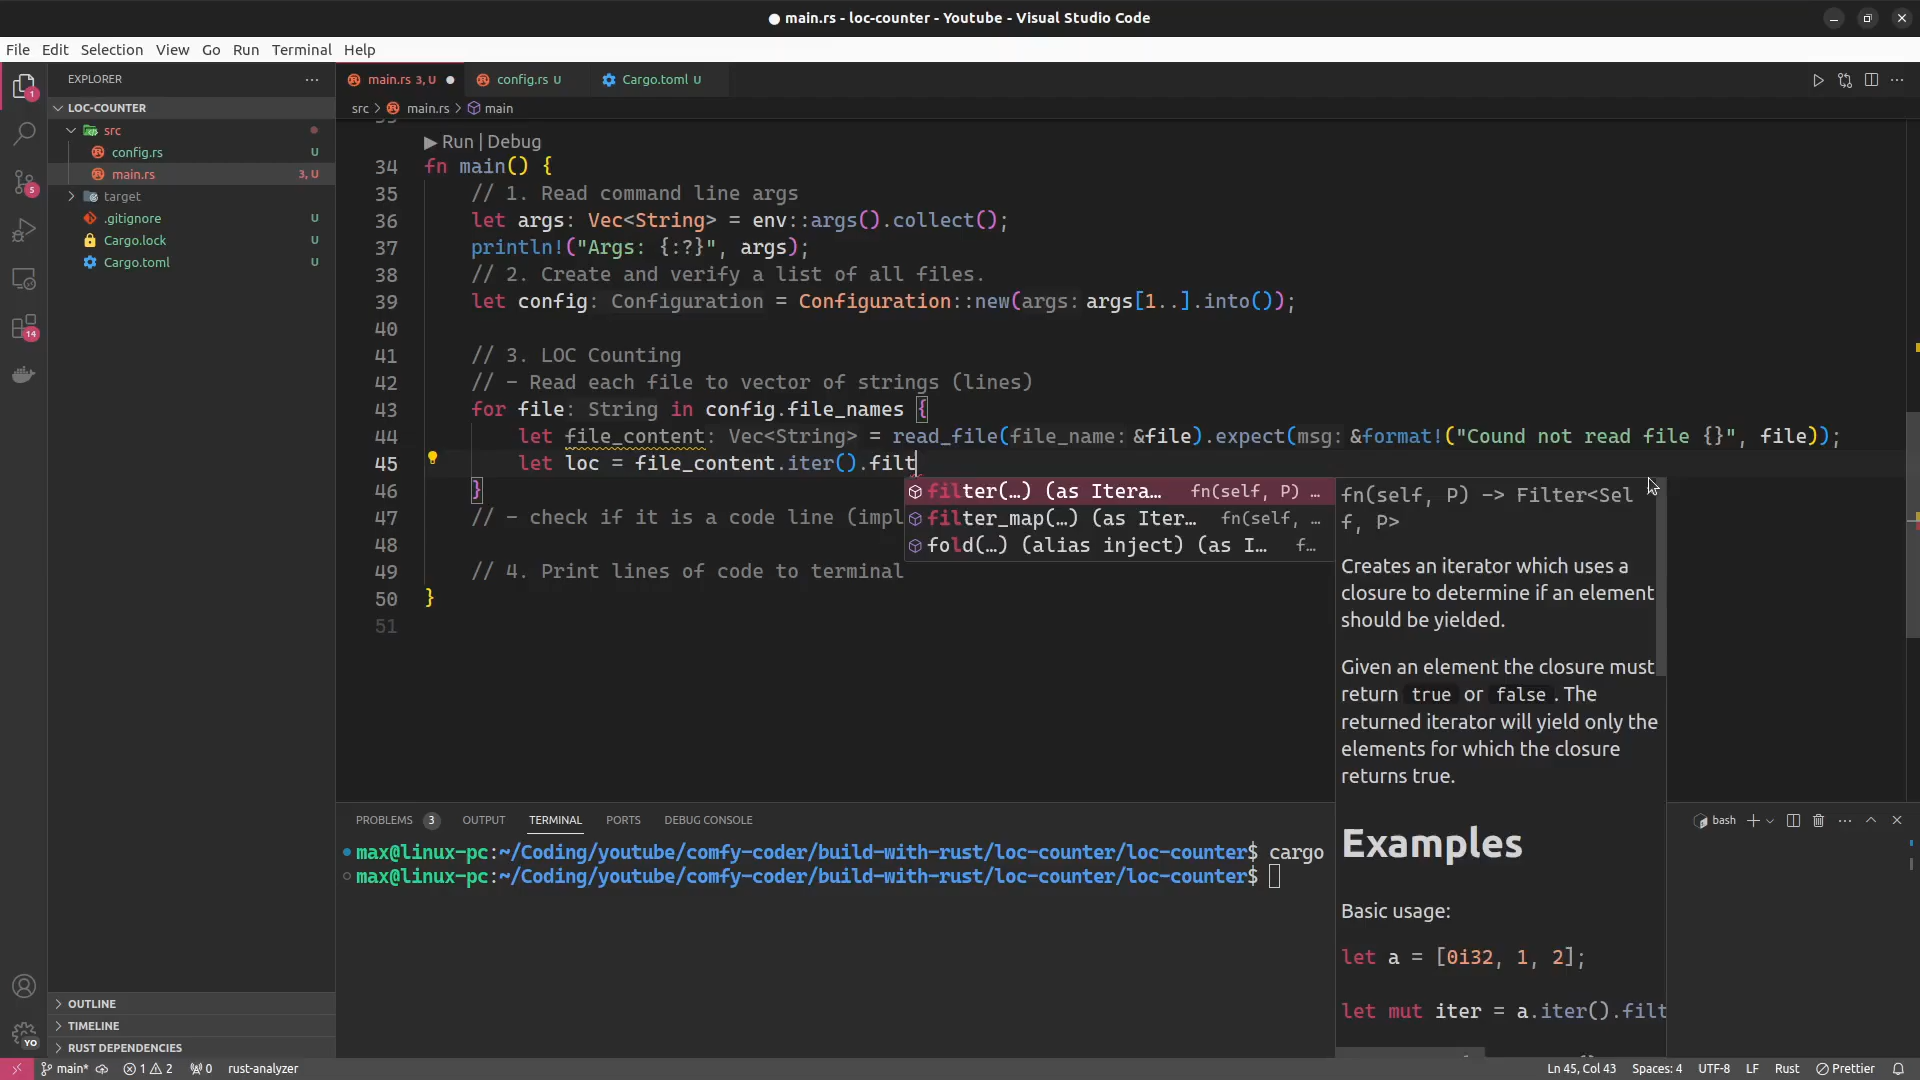 main.rs - loc-counter - Youtube - Visual Studio Code
File Edit Selection View Go Run Terminal Help
EXPLORER
main.rs 3, U
config.rs U
Cargo.toml U
1
LOC-COUNTER
src > main.rs > main
src
config.rs U
main.rs 3, U
target
.gitignore U
Cargo.lock U
Cargo.toml U
5
14
▶ Run | Debug
34 fn main() {
35 // 1. Read command line args
36 let args: Vec<String> = env::args().collect();
37 println!("Args: {:?}", args);
38 // 2. Create and verify a list of all files.
39 let config: Configuration = Configuration::new(args: args[1..].into());
40
41 // 3. LOC Counting
42 // - Read each file to vector of strings (lines)
43 for file: String in config.file_names {
44 let file_content: Vec<String> = read_file(file_name: &file).expect(msg: &format!("Cound not read file {}", file));
45 let loc = file_content.iter().filt
46 }
47 // - check if it is a code line (impl
48
49 // 4. Print lines of code to terminal
50 }
51
filter(…) (as Itera… fn(self, P) …
filter_map(…) (as Iter… fn(self, …
fold(…) (alias inject) (as I… f…
fn(self, P) -> Filter<Sel
f, P>
Creates an iterator which uses a
closure to determine if an element
should be yielded.
Given an element the closure must
return true or false. The
returned iterator will yield only the
elements for which the closure
returns true.
Examples
Basic usage:
let a = [0i32, 1, 2];
let mut iter = a.iter().filt
PROBLEMS 3 OUTPUT TERMINAL PORTS DEBUG CONSOLE
bash
max@linux-pc:~/Coding/youtube/comfy-coder/build-with-rust/loc-counter/loc-counter$ cargo
max@linux-pc:~/Coding/youtube/comfy-coder/build-with-rust/loc-counter/loc-counter$
OUTLINE
TIMELINE
RUST DEPENDENCIES
YO
main* 1 2 0 rust-analyzer
Ln 45, Col 43 Spaces: 4 UTF-8 LF Rust Prettier